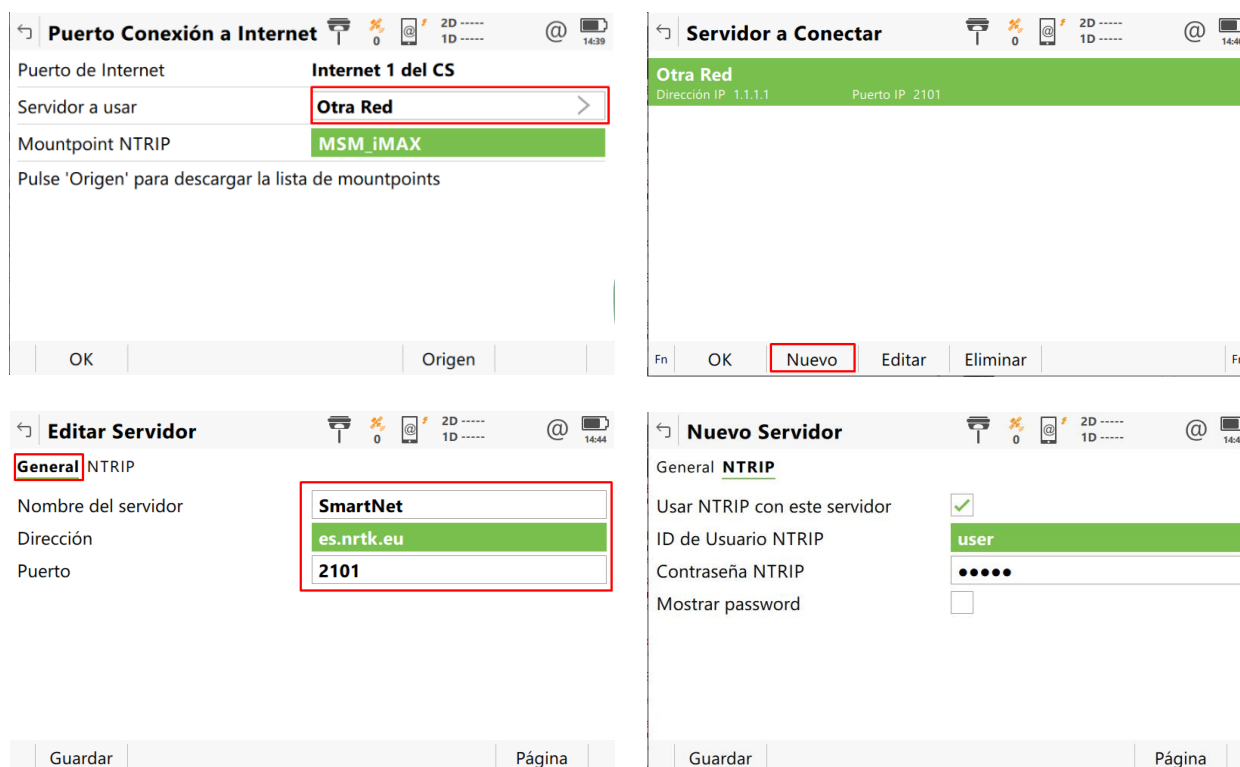 Puerto Conexión a Internet 0 @ 2D ----- 1D ----- @ 14:39
Puerto de Internet Internet 1 del CS
Servidor a usar Otra Red
Mountpoint NTRIP MSM_iMAX
Pulse 'Origen' para descargar la lista de mountpoints
OK Origen
Servidor a Conectar 0 @ 2D ----- 1D ----- @
Otra Red
Dirección IP 1.1.1.1 Puerto IP 2101
Fn OK Nuevo Editar Eliminar
Editar Servidor 0 @ 2D ----- 1D ----- @ 14:44
General NTRIP
Nombre del servidor SmartNet
Dirección es.nrtk.eu
Puerto 2101
Guardar Página
Nuevo Servidor 0 @ 2D ----- 1D ----- @
General NTRIP
Usar NTRIP con este servidor
ID de Usuario NTRIP user
Contraseña NTRIP •••••
Mostrar password
Guardar Página